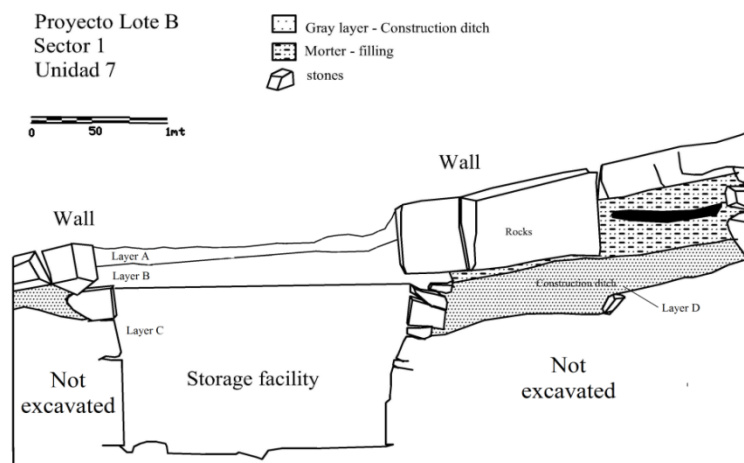 Proyecto Lote B
Sector 1
Unidad 7
Gray layer - Construction ditch
Morter - filling
stones
0 50 1mt
Wall
Wall
Rocks
Layer A
Layer B
Construction ditch
Layer D
Layer C
Storage facility
Not
excavated
Not
excavated